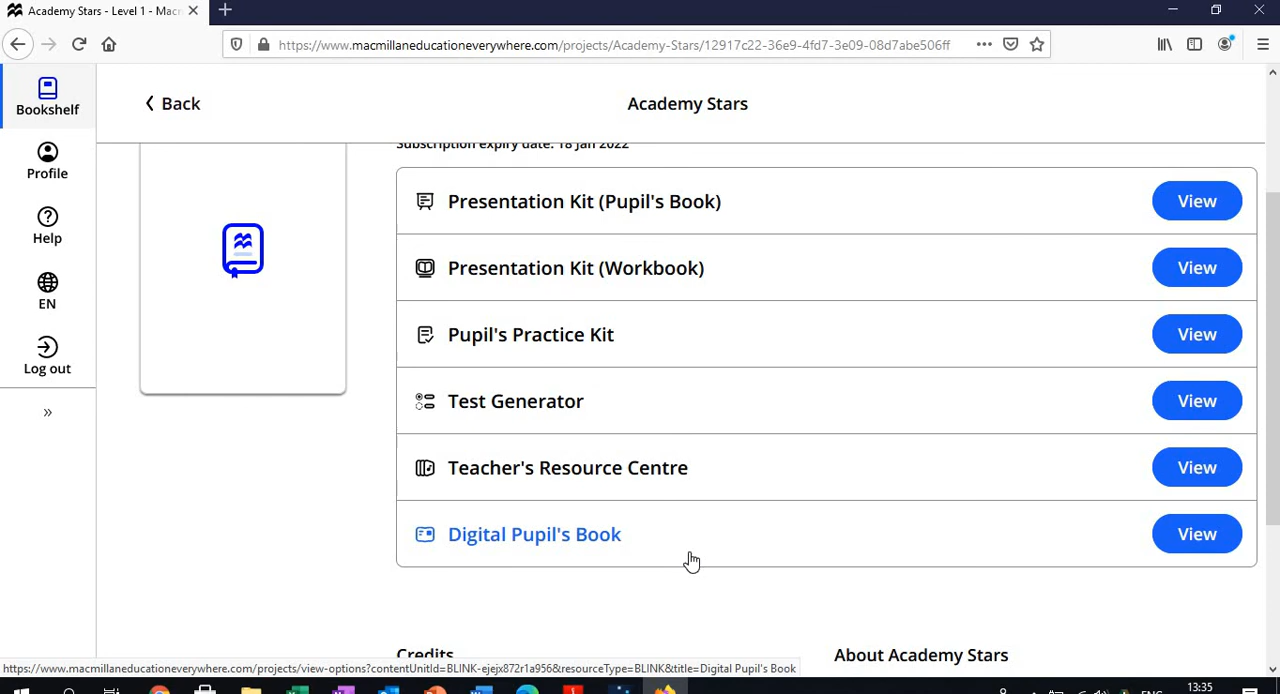 Academy Stars - Level 1 - Mac
https://www.macmillaneducationeverywhere.com/projects/Academy-Stars/12917c22-36e9-4fd7-3e09-08d7abe506ff
Bookshelf
Profile
Help
EN
Log out
Back
Academy Stars
Subscription expiry date: 18 Jan 2022
Presentation Kit (Pupil's Book)
View
Presentation Kit (Workbook)
View
Pupil's Practice Kit
View
Test Generator
View
Teacher's Resource Centre
View
Digital Pupil's Book
View
Credits
About Academy Stars
https://www.macmillaneducationeverywhere.com/projects/view-options?contentUnitId=BLINK-ejejx872r1a956&resourceType=BLINK&title=Digital Pupil's Book
ENG
13:35